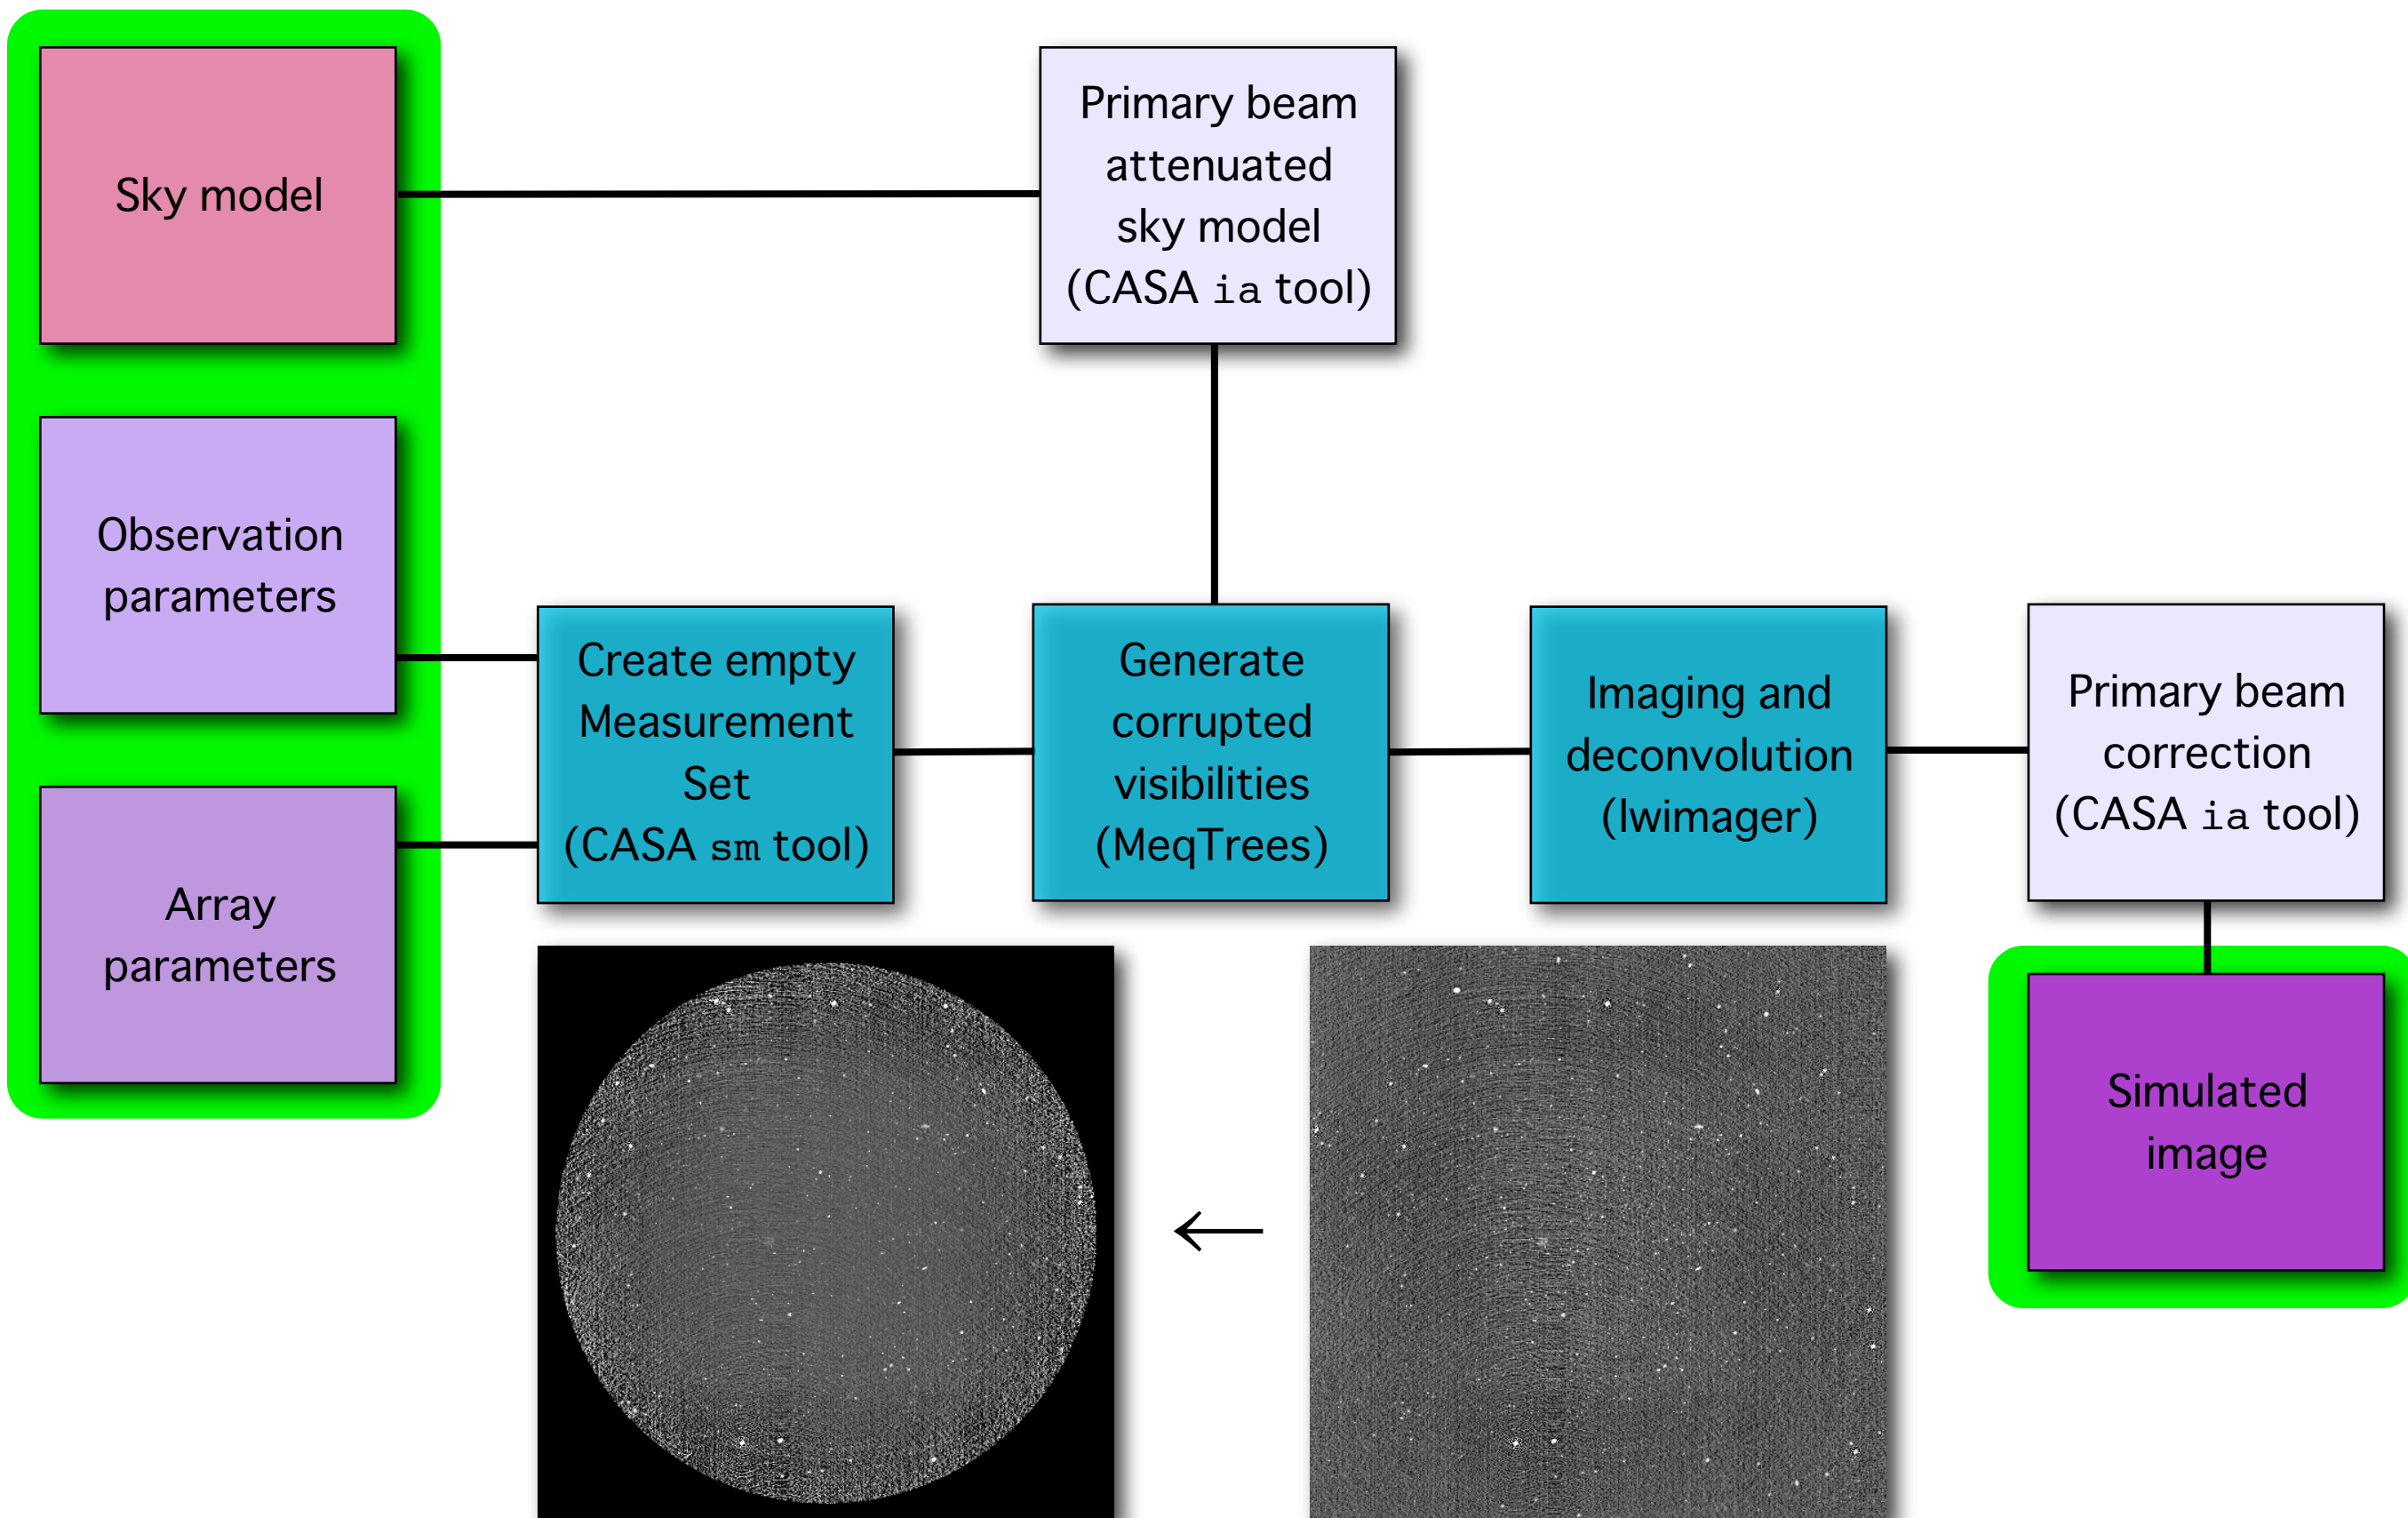 Sky model
Primary beam
attenuated
sky model
(CASA ia tool)
Observation
parameters
Array
parameters
Create empty
Measurement
Set
(CASA sm tool)
Generate
corrupted
visibilities
(MeqTrees)
Imaging and
deconvolution
(lwimager)
Primary beam
correction
(CASA ia tool)
Simulated
image